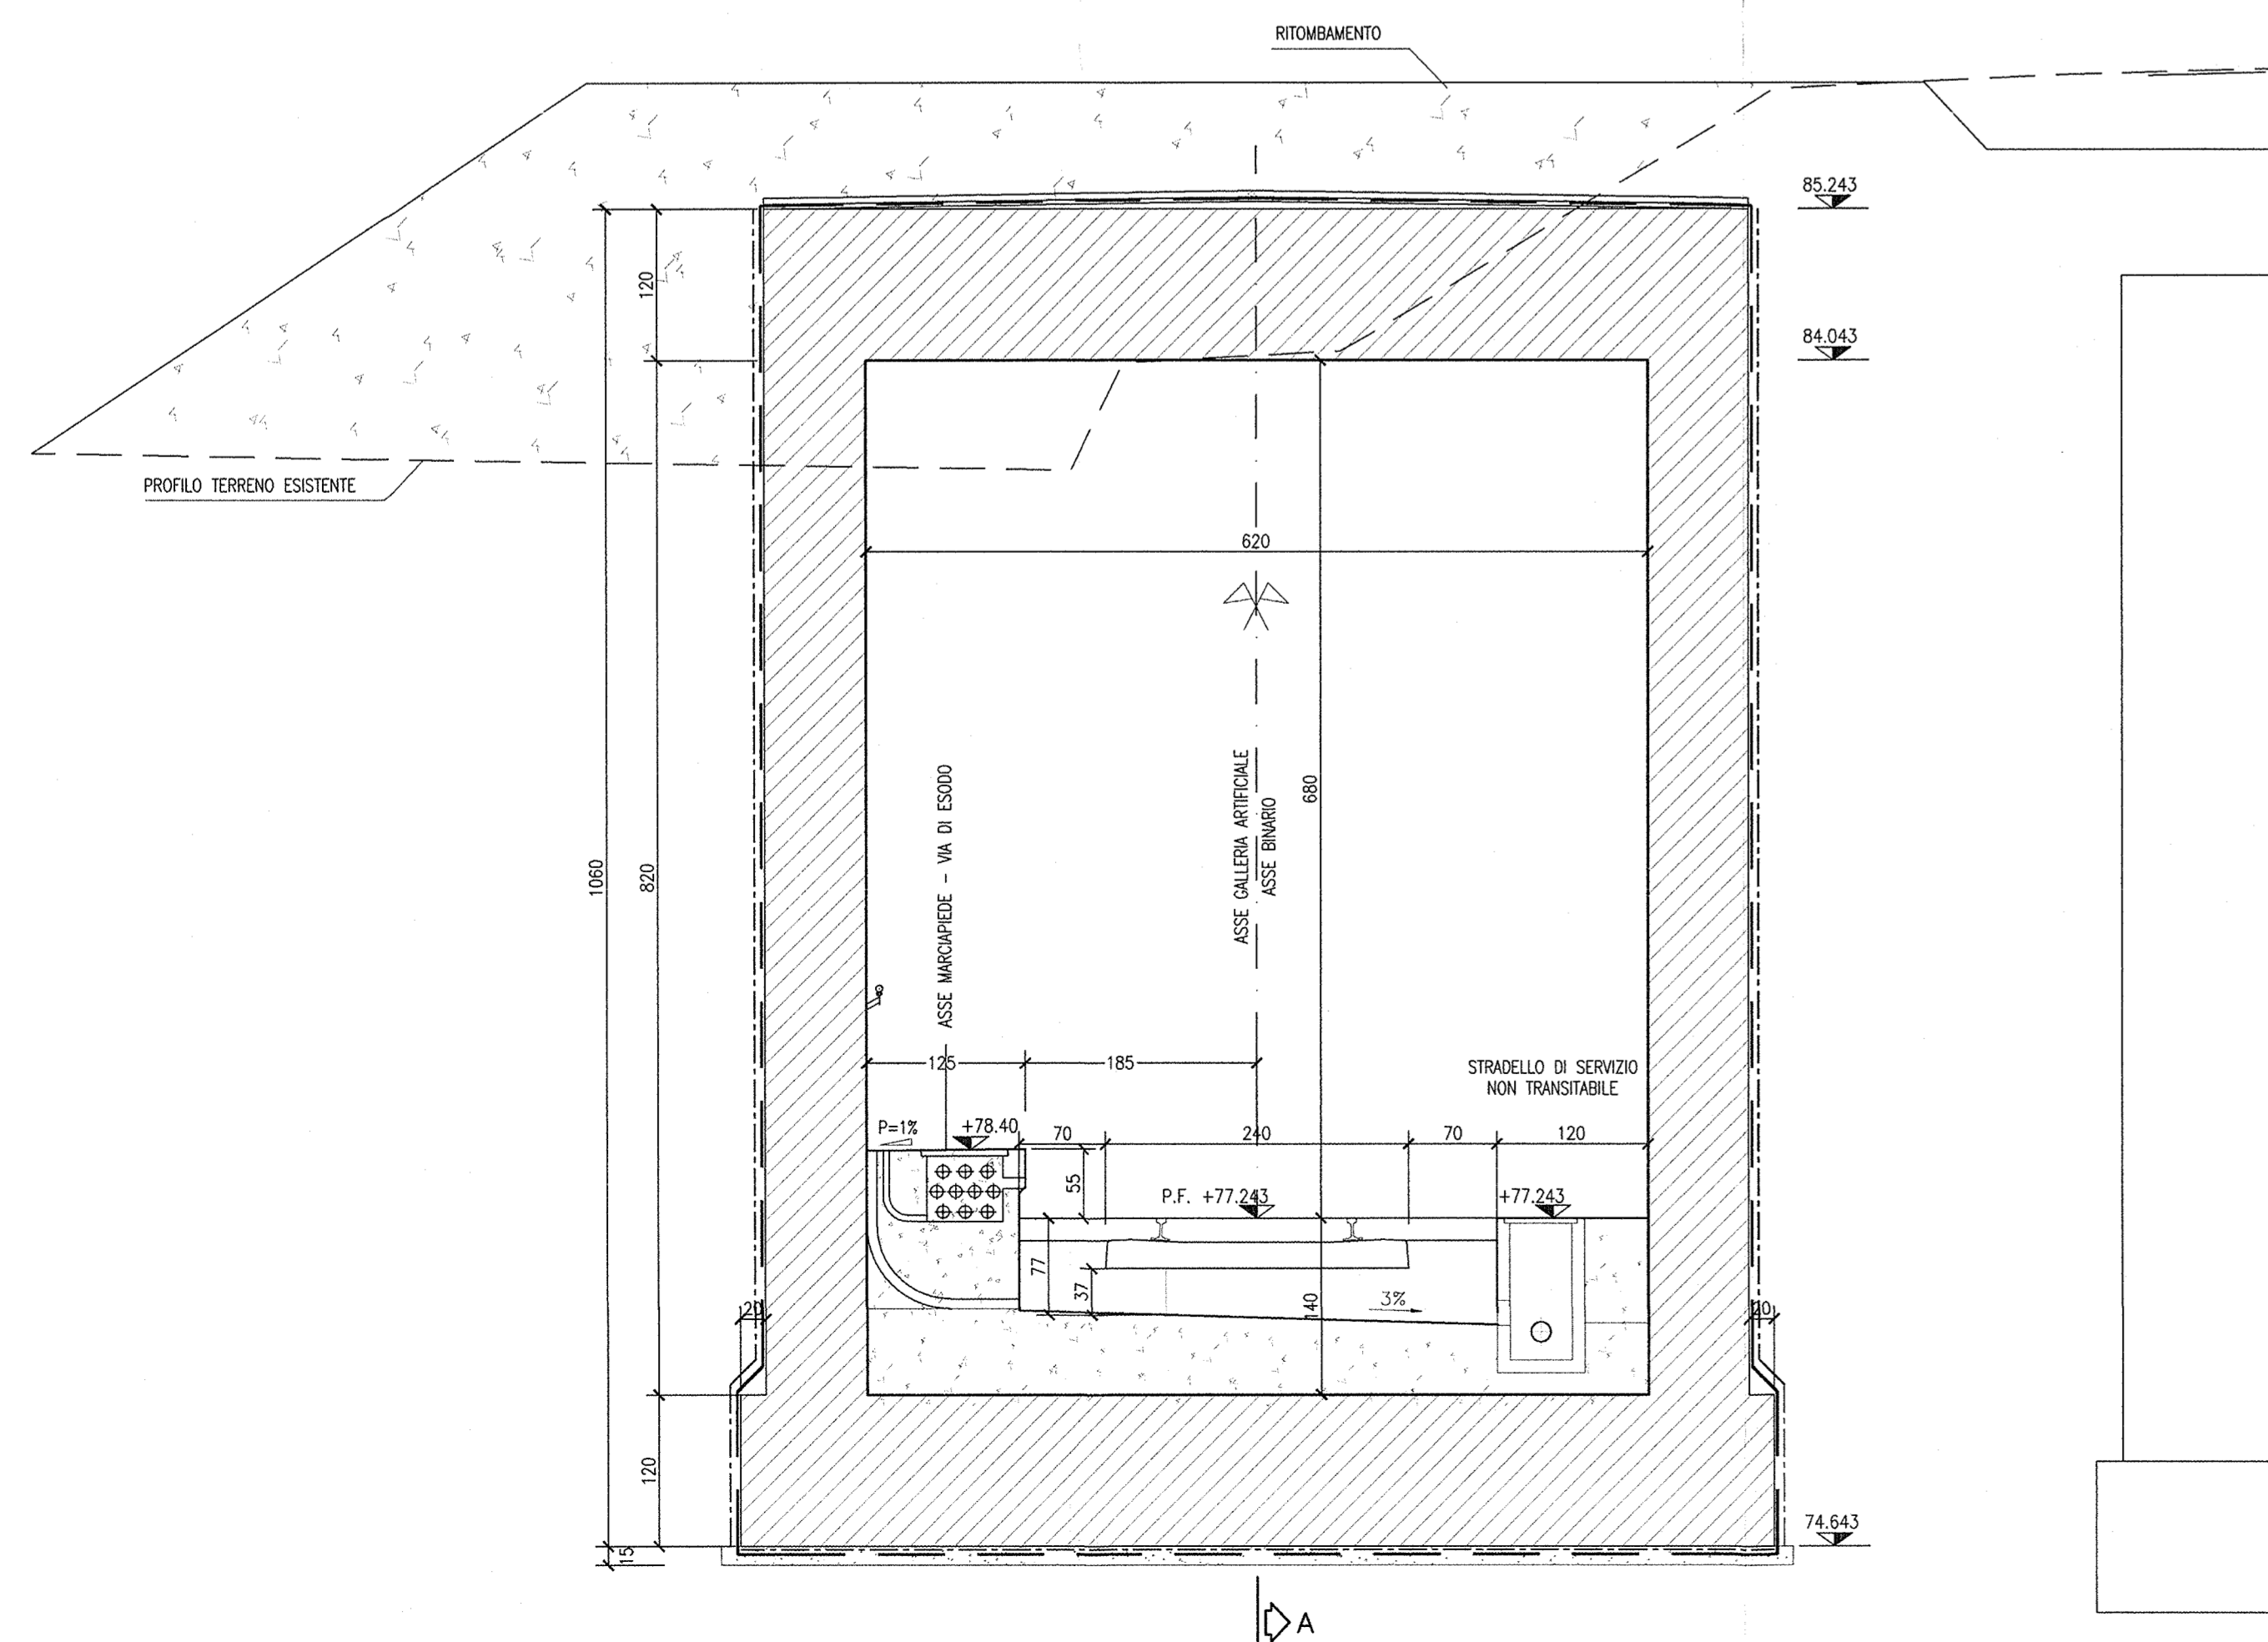 RITOMBAMENTO
85.243
120
84.043
PROFILO TERRENO ESISTENTE
620
ASSE MARCIAPIEDE - VIA DI ESODO
ASSE GALLERIA ARTIFICIALE
ASSE BINARIO
680
1060
820
125
185
STRADELLO DI SERVIZIO
NON TRANSITABILE
P=1%
+78.40
70
240
70
120
55
P.F. +77.243
+77.243
77
37
140
3%
20
20
120
74.643
15
A